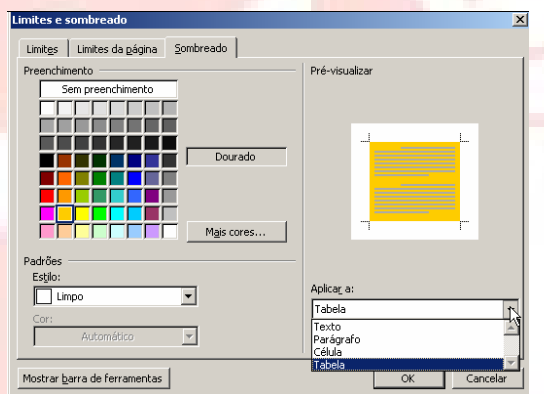 Limites e sombreado
Limites
Limites da página
Sombreado
Preenchimento
Sem preenchimento
Dourado
Mais cores...
Padrões
Estilo:
Limpo
Cor:
Automático
Pré-visualizar
Aplicar a:
Tabela
Texto
Parágrafo
Célula
Tabela
Mostrar barra de ferramentas
OK
Cancelar